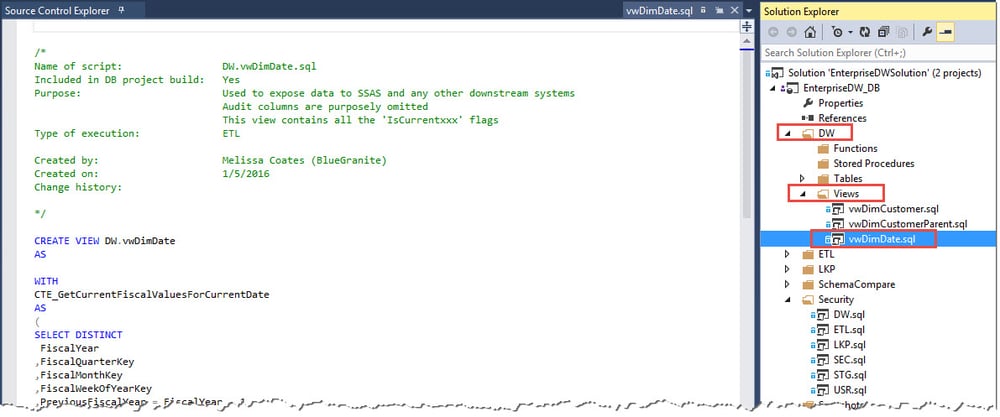 Source Control Explorer
vwDimDate.sql
/*
Name of script: DW.vwDimDate.sql
Included in DB project build: Yes
Purpose: Used to expose data to SSAS and any other downstream systems
Audit columns are purposely omitted
This view contains all the 'IsCurrentxxx' flags
Type of execution: ETL
Created by: Melissa Coates (BlueGranite)
Created on: 1/5/2016
Change history:
*/
CREATE VIEW DW.vwDimDate
AS
WITH
CTE_GetCurrentFiscalValuesForCurrentDate
AS
(
SELECT DISTINCT
FiscalYear
,FiscalQuarterKey
,FiscalMonthKey
,FiscalWeekOfYearKey
,PreviousFiscalYear = FiscalYear
Solution Explorer
Search Solution Explorer (Ctrl+;)
Solution 'EnterpriseDWSolution' (2 projects)
EnterpriseDW_DB
Properties
References
DW
Functions
Stored Procedures
Tables
Views
vwDimCustomer.sql
vwDimCustomerParent.sql
vwDimDate.sql
ETL
LKP
SchemaCompare
Security
DW.sql
ETL.sql
LKP.sql
SEC.sql
STG.sql
USR.sql